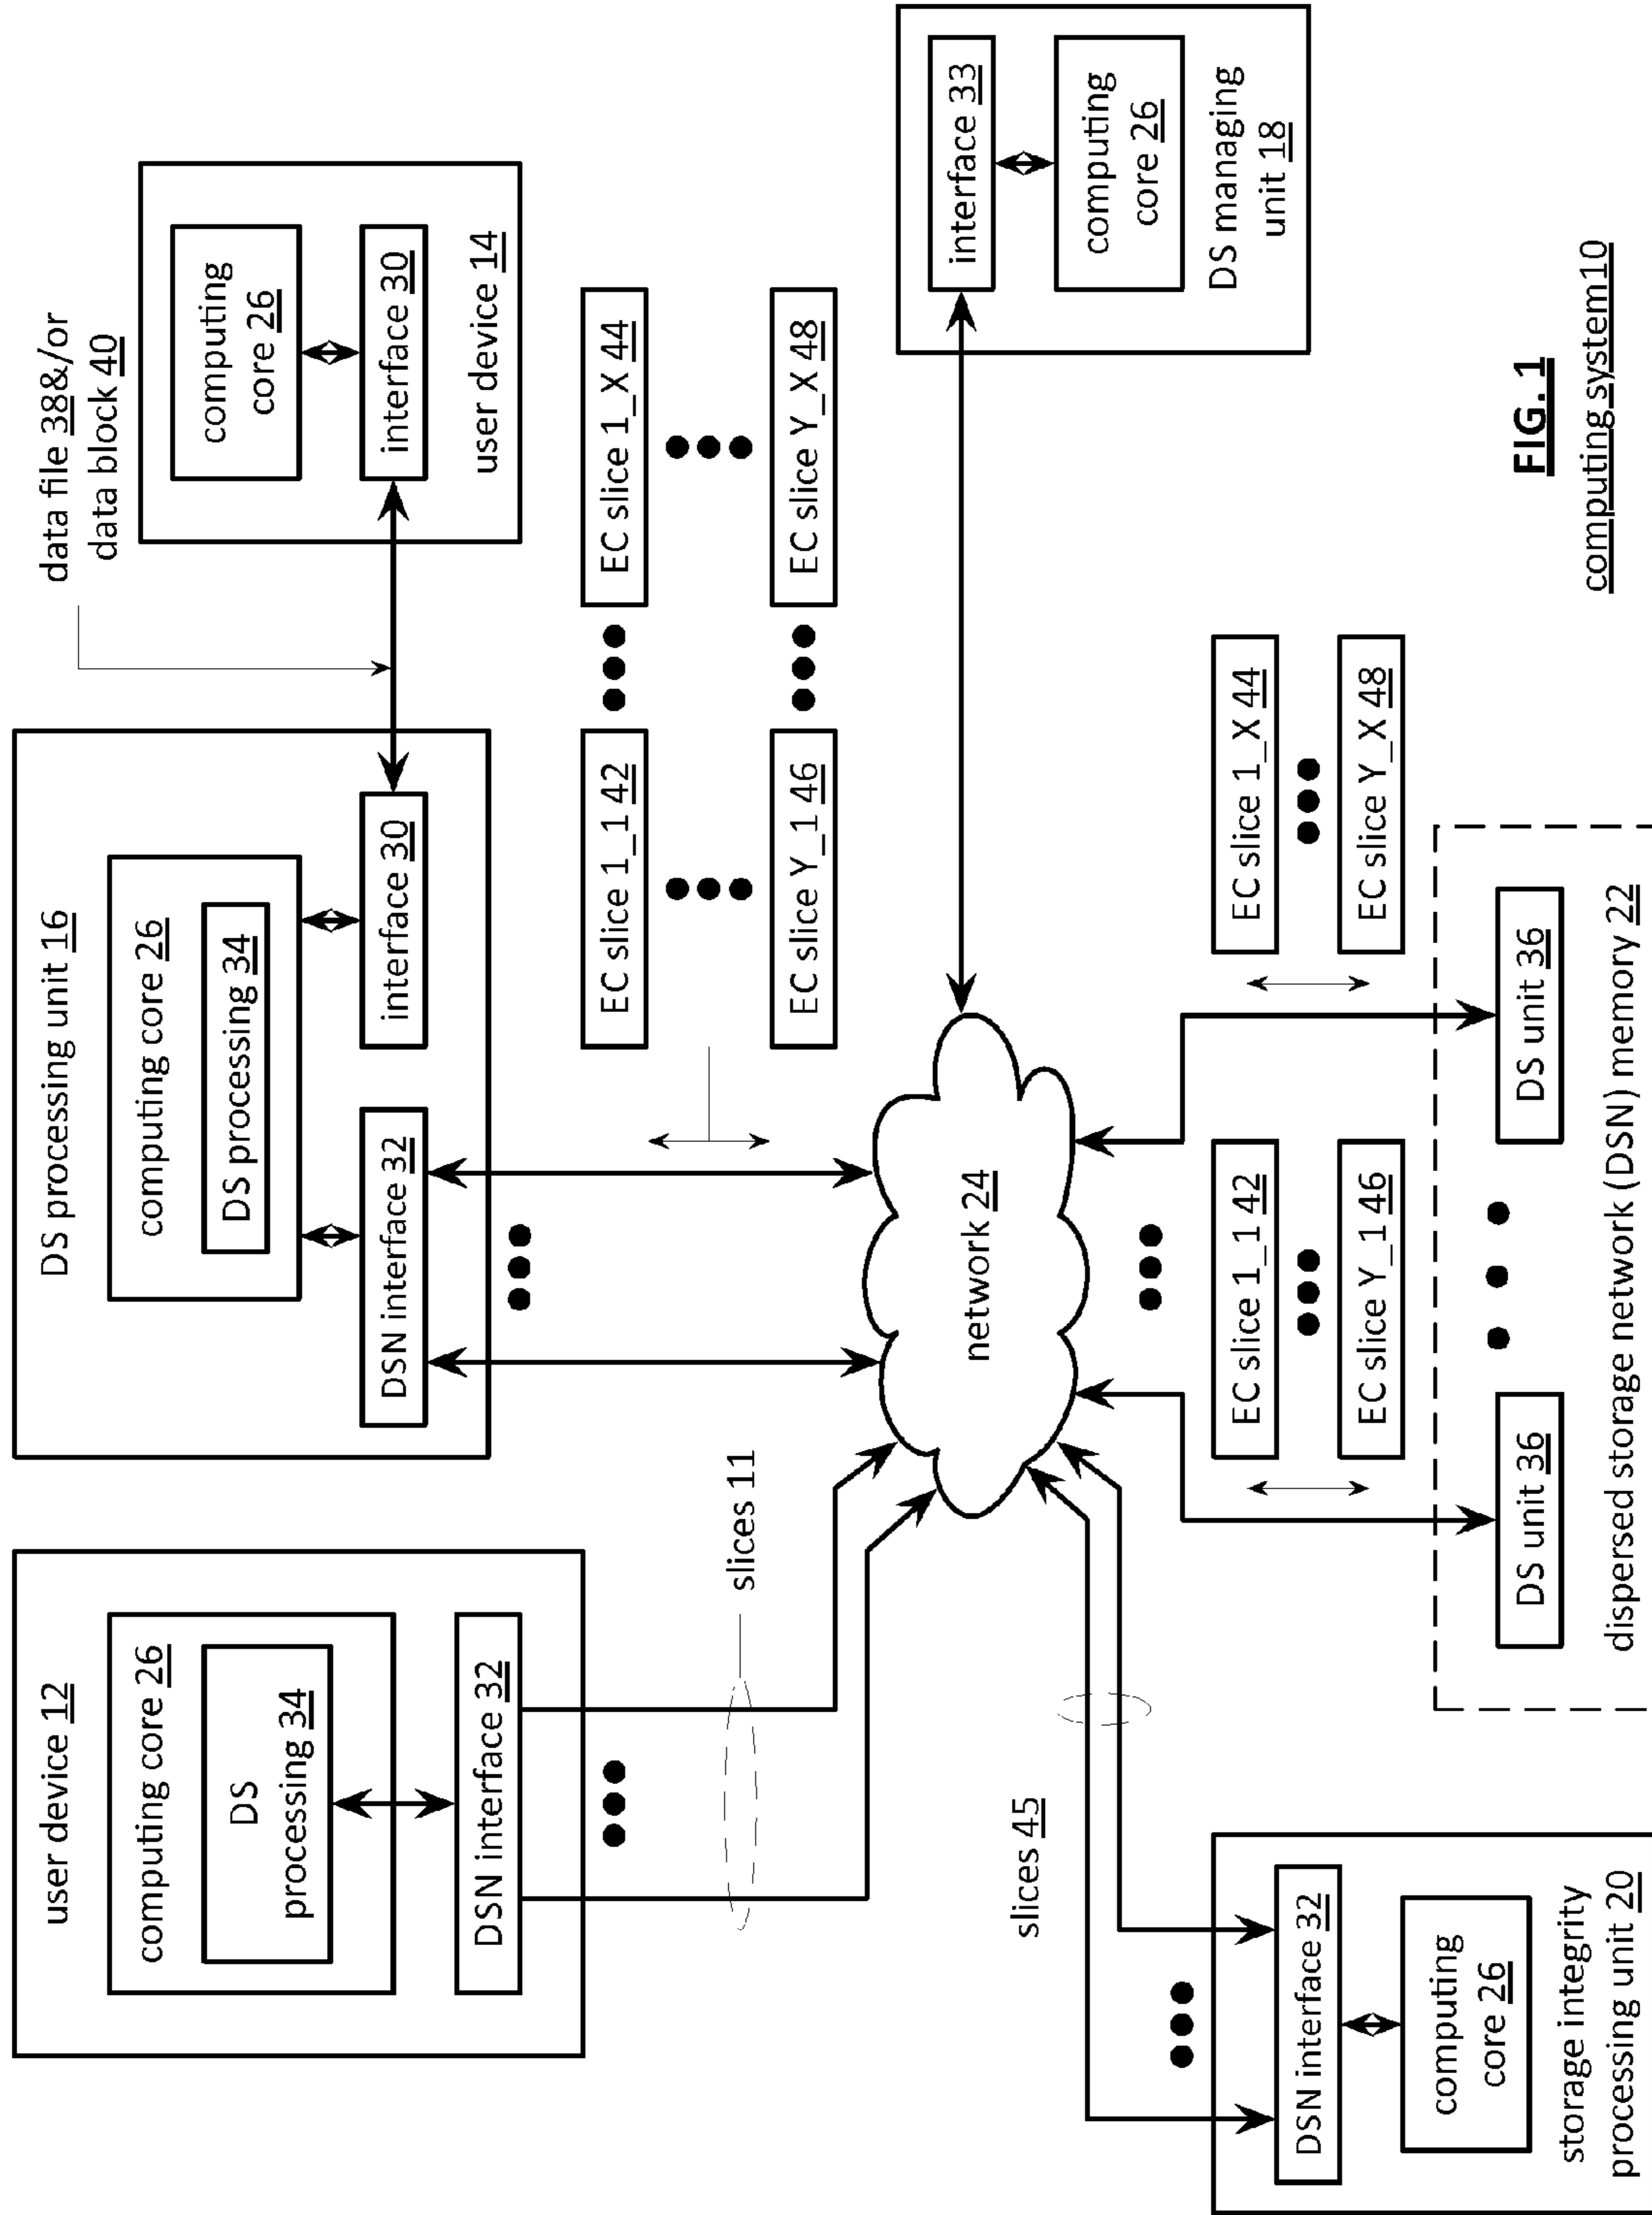 user device 12
computing core 26
DS
processing 34
DSN interface 32
slices 11
DS processing unit 16
computing core 26
DS processing 34
DSN interface 32
interface 30
data file 38&/or
data block 40
computing
core 26
interface 30
user device 14
EC slice 1_1 42
EC slice 1_X 44
EC slice Y_1 46
EC slice Y_X 48
network 24
interface 33
computing
core 26
DS managing
unit 18
slices 45
DSN interface 32
computing
core 26
storage integrity
processing unit 20
EC slice 1_1 42
EC slice Y_1 46
EC slice 1_X 44
EC slice Y_X 48
DS unit 36
DS unit 36
dispersed storage network (DSN) memory 22
FIG. 1
computing system10